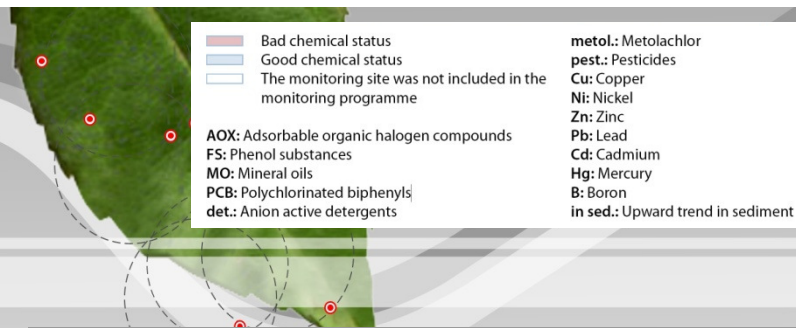 Bad chemical status
Good chemical status
The monitoring site was not included in the
monitoring programme
AOX: Adsorbable organic halogen compounds
FS: Phenol substances
MO: Mineral oils
PCB: Polychlorinated biphenyls
det.: Anion active detergents
metol.: Metolachlor
pest.: Pesticides
Cu: Copper
Ni: Nickel
Zn: Zinc
Pb: Lead
Cd: Cadmium
Hg: Mercury
B: Boron
in sed.: Upward trend in sediment